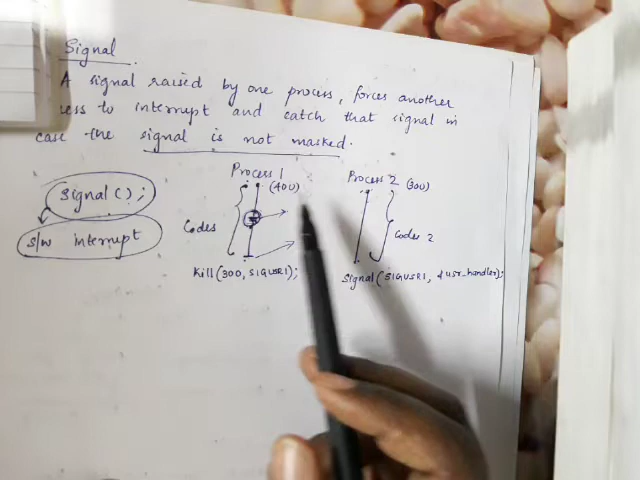 Signal
A signal raised by one process, forces another
cess to interrupt and catch that signal in
case the signal is not masked.
Process 1
(400)
Process 2 (300)
Signal();
S/W interrupt
Codes
Codes 2
Kill(300, SIGUSR1);
Signal(SIGUSR1, &usr_handler);